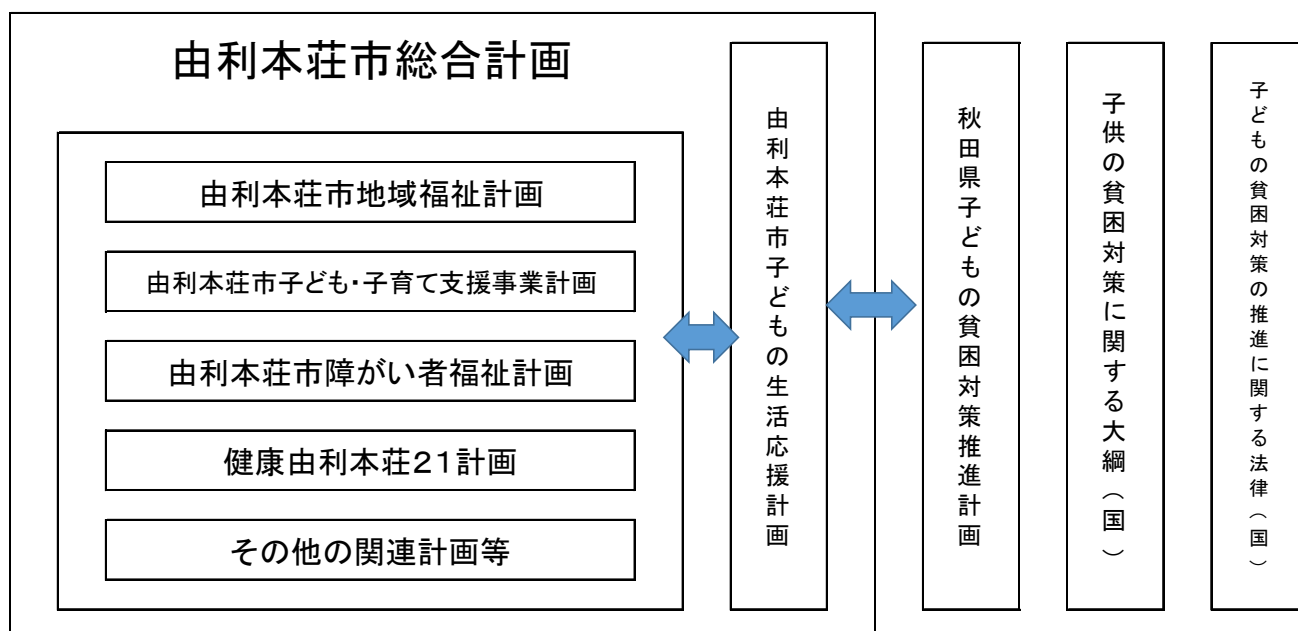 由利本荘市総合計画
由利本荘市地域福祉計画
由利本荘市子ども・子育て支援事業計画
由利本荘市障がい者福祉計画
健康由利本荘21計画
その他の関連計画等
由利本荘市子どもの生活応援計画
秋田県子どもの貧困対策推進計画
子供の貧困対策に関する大綱(国)
子どもの貧困対策の推進に関する法律(国)